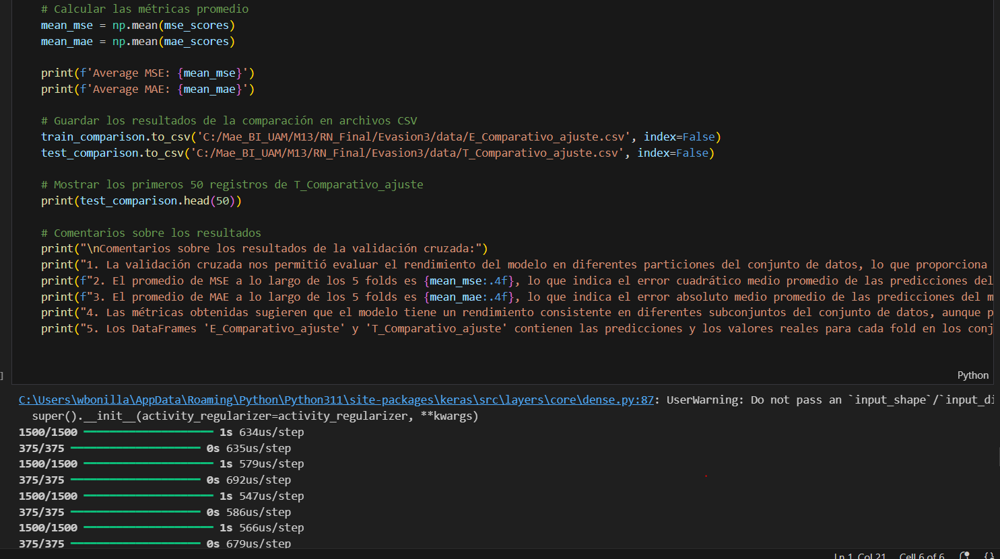 # Calcular las métricas promedio
mean_mse = np.mean(mse_scores)
mean_mae = np.mean(mae_scores)
print(f'Average MSE: {mean_mse}')
print(f'Average MAE: {mean_mae}')
# Guardar los resultados de la comparación en archivos CSV
train_comparison.to_csv('C:/Mae_BI_UAM/M13/RN_Final/Evasion3/data/E_Comparativo_ajuste.csv', index=False)
test_comparison.to_csv('C:/Mae_BI_UAM/M13/RN_Final/Evasion3/data/T_Comparativo_ajuste.csv', index=False)
# Mostrar los primeros 50 registros de T_Comparativo_ajuste
print(test_comparison.head(50))
# Comentarios sobre los resultados
print("\nComentarios sobre los resultados de la validación cruzada:")
print("1. La validación cruzada nos permitió evaluar el rendimiento del modelo en diferentes particiones del conjunto de datos, lo que proporciona
print(f"2. El promedio de MSE a lo largo de los 5 folds es {mean_mse:.4f}, lo que indica el error cuadrático medio promedio de las predicciones del
print(f"3. El promedio de MAE a lo largo de los 5 folds es {mean_mae:.4f}, lo que indica el error absoluto medio promedio de las predicciones del m
print("4. Las métricas obtenidas sugieren que el modelo tiene un rendimiento consistente en diferentes subconjuntos del conjunto de datos, aunque p
print("5. Los DataFrames 'E_Comparativo_ajuste' y 'T_Comparativo_ajuste' contienen las predicciones y los valores reales para cada fold en los conj
]
Python
C:\Users\wbonilla\AppData\Roaming\Python\Python311\site-packages\keras\src\layers\core\dense.py:87: UserWarning: Do not pass an `input_shape`/`input_di
super().__init__(activity_regularizer=activity_regularizer, **kwargs)
1500/1500 1s 634us/step
375/375 0s 635us/step
1500/1500 1s 579us/step
375/375 0s 692us/step
1500/1500 1s 547us/step
375/375 0s 586us/step
1500/1500 1s 566us/step
375/375 0s 679us/step
Ln 1, Col 21 Cell 6 of 6 {}